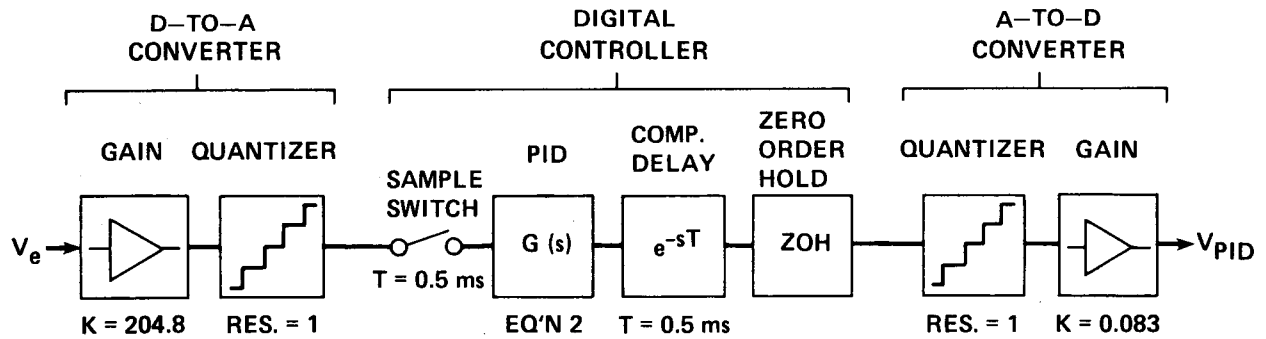 D–TO–A
CONVERTER
DIGITAL
CONTROLLER
A–TO–D
CONVERTER
GAIN
QUANTIZER
SAMPLE
SWITCH
PID
COMP.
DELAY
ZERO
ORDER
HOLD
QUANTIZER
GAIN
Ve
G (s)
e–sT
ZOH
VPID
T = 0.5 ms
K = 204.8
RES. = 1
EQ'N 2
T = 0.5 ms
RES. = 1
K = 0.083